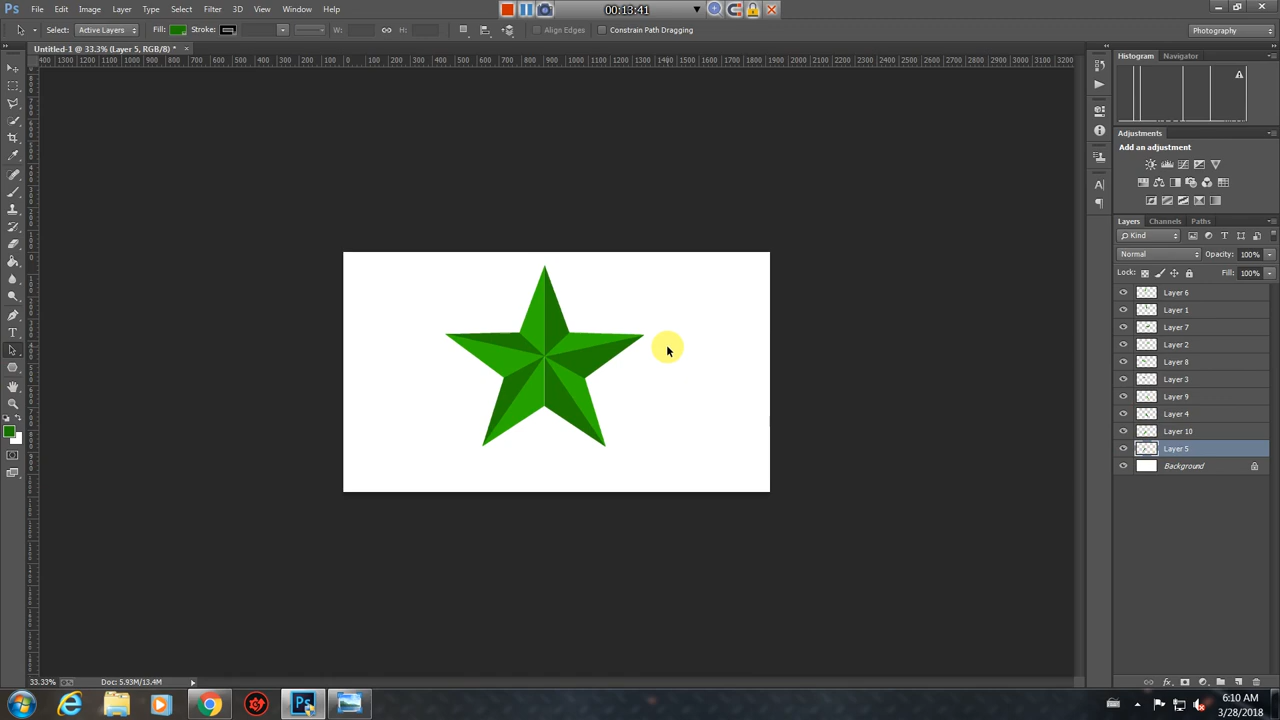 00:13:41
Ps File Edit Image Layer Type Select Filter 3D View Window Help
Select: Active Layers Fill: Stroke: W: H: Align Edges Constrain Path Dragging Photography
Untitled-1 @ 33.3% (Layer 5, RGB/8) *
Histogram Navigator
Adjustments
Add an adjustment
Layers Channels Paths
Kind
Normal Opacity: 100%
Lock: Fill: 100%
Layer 6
Layer 1
Layer 7
Layer 2
Layer 8
Layer 3
Layer 9
Layer 4
Layer 10
Layer 5
Background
33.33% Doc: 5.93M/13.4M
Ps
6:10 AM
3/28/2018